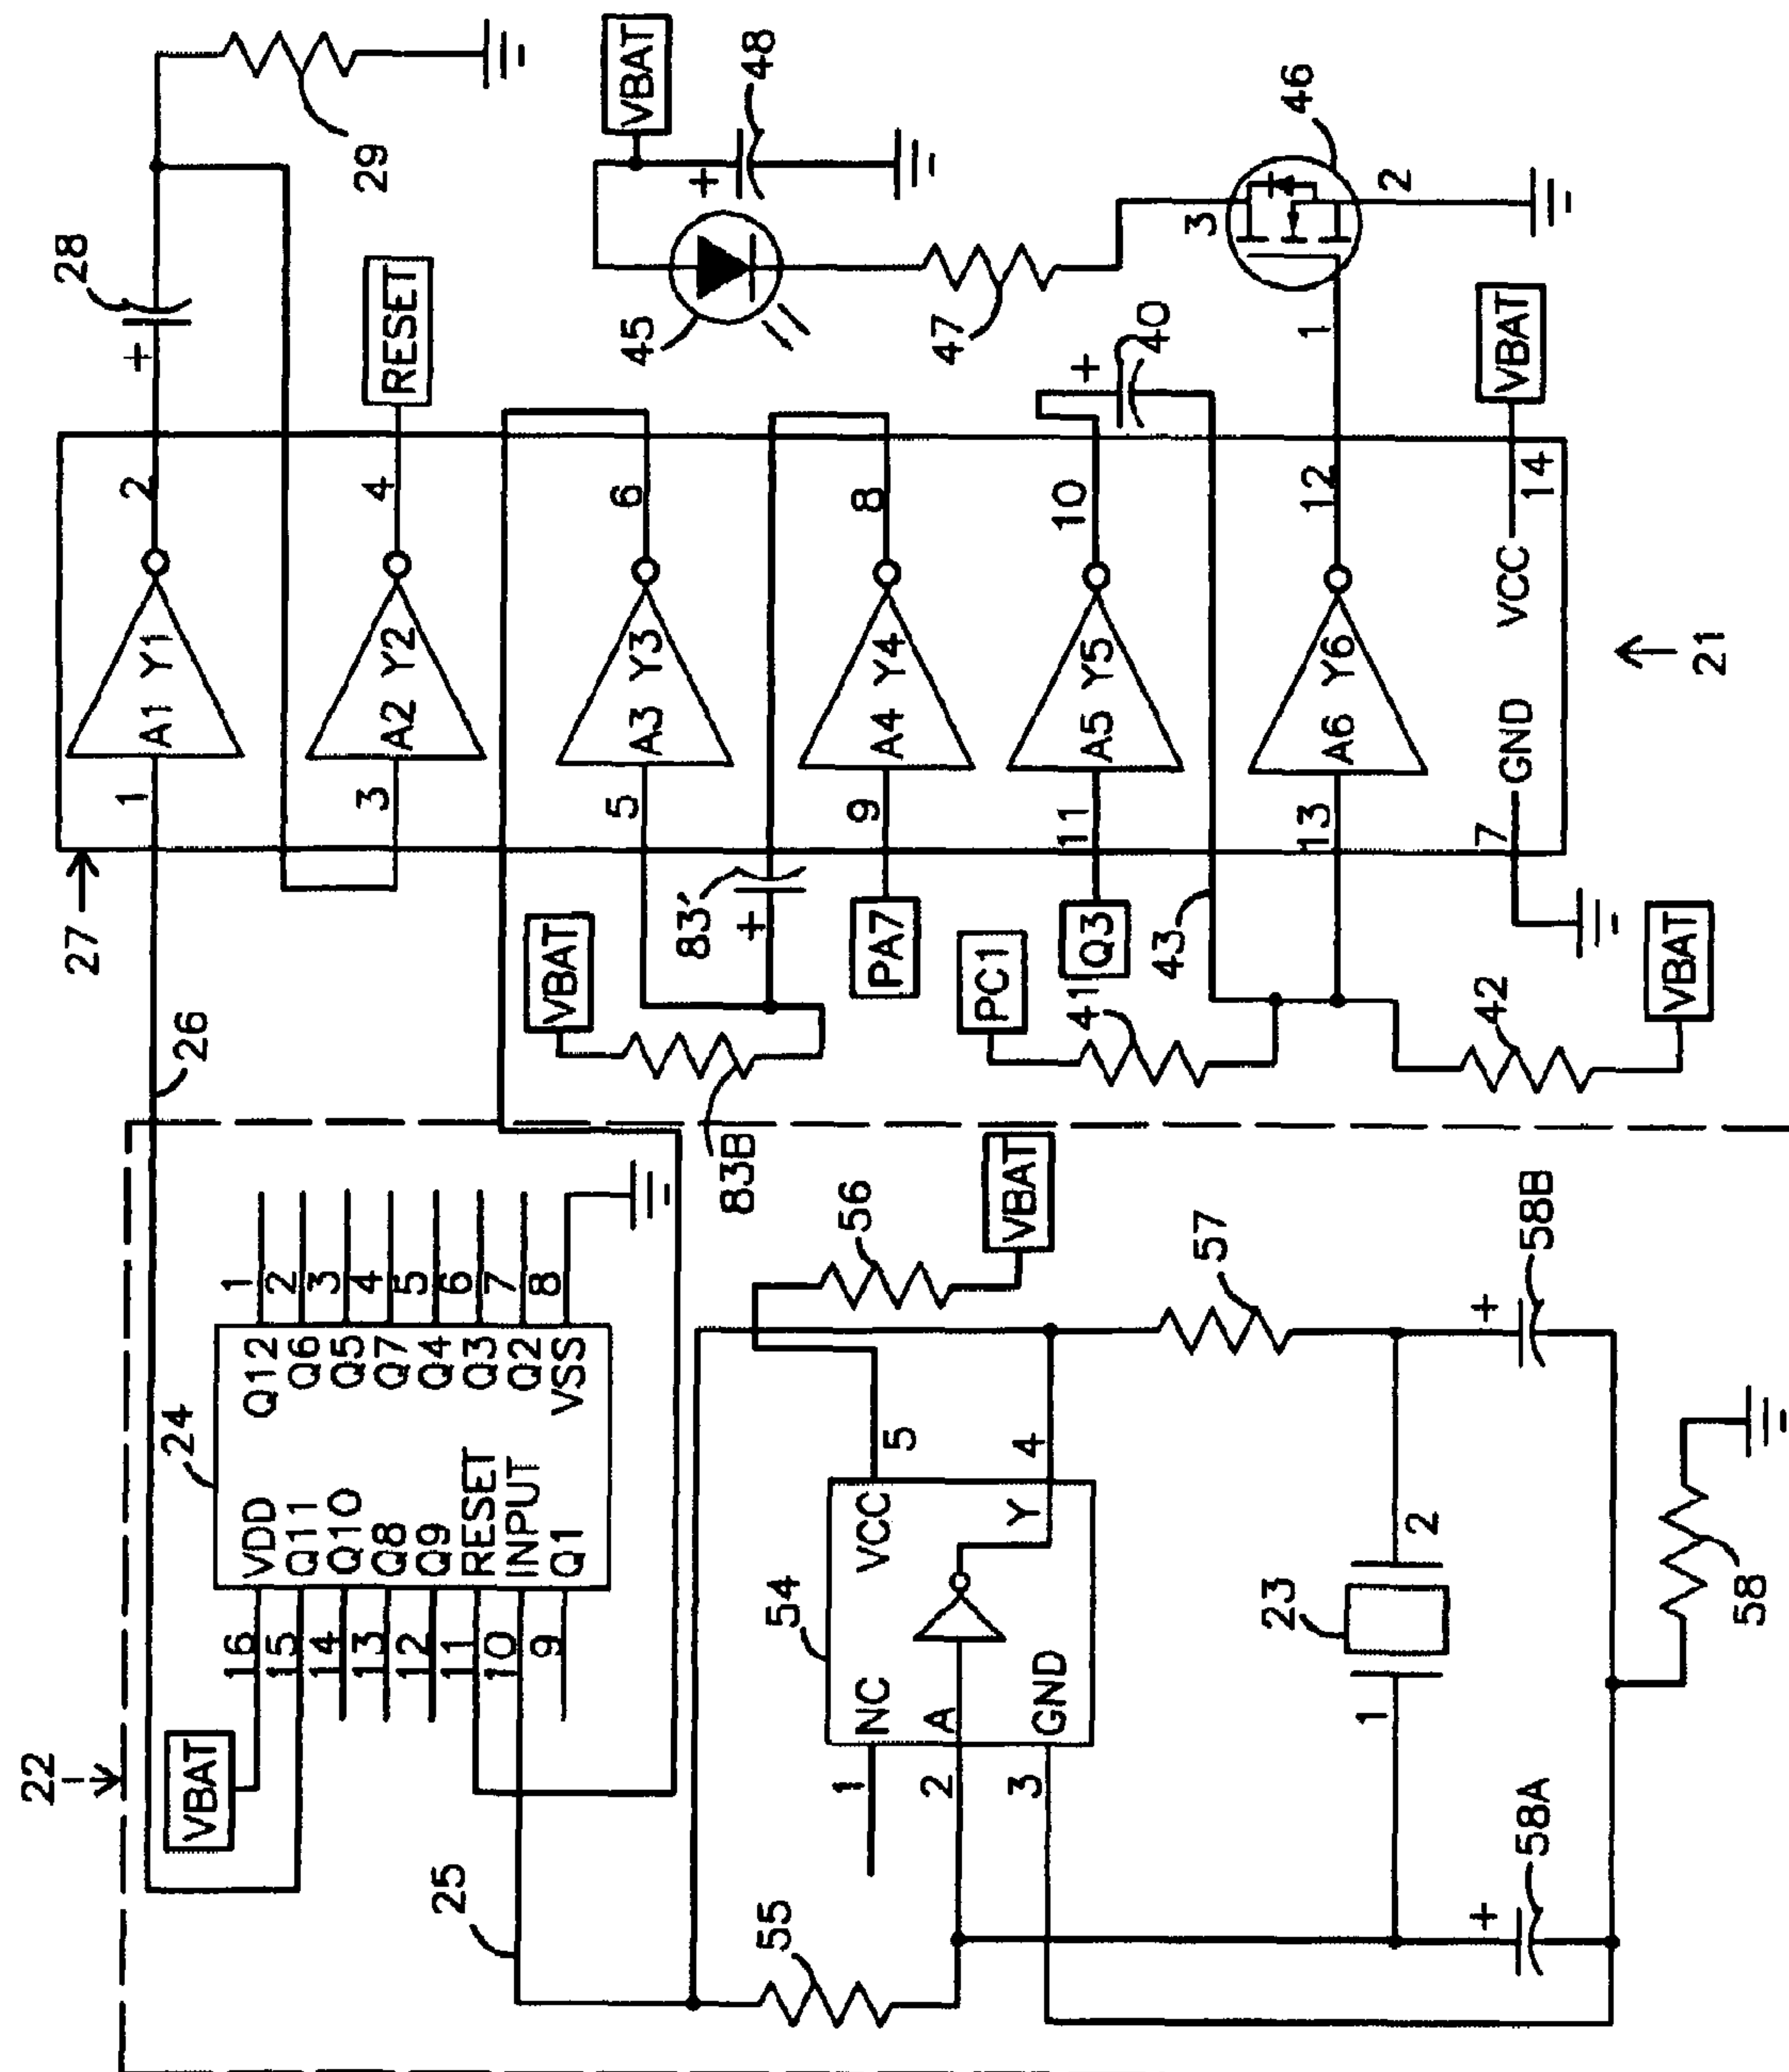 22
VBAT
16
15
14
13
12
11
10
9
24
VDD
Q11
Q10
Q8
Q9
RESET
INPUT
Q1
Q12
Q6
Q5
Q7
Q4
Q3
Q2
VSS
1
2
3
4
5
6
7
8
25
26
55
54
1
2
3
NC
A
GND
VCC
Y
5
4
56
VBAT
57
23
1
2
58A
+
58B
+
58
27
1
A1 Y1
2
+
28
29
3
A2 Y2
4
RESET
5
A3 Y3
6
VBAT
83B
83'
+
PA7
9
A4 Y4
8
PC1
41
Q3
11
A5 Y5
10
+
40
43
13
A6 Y6
12
42
VBAT
7
GND
VCC
14
VBAT
21
VBAT
48
+
45
47
1
3
2
46